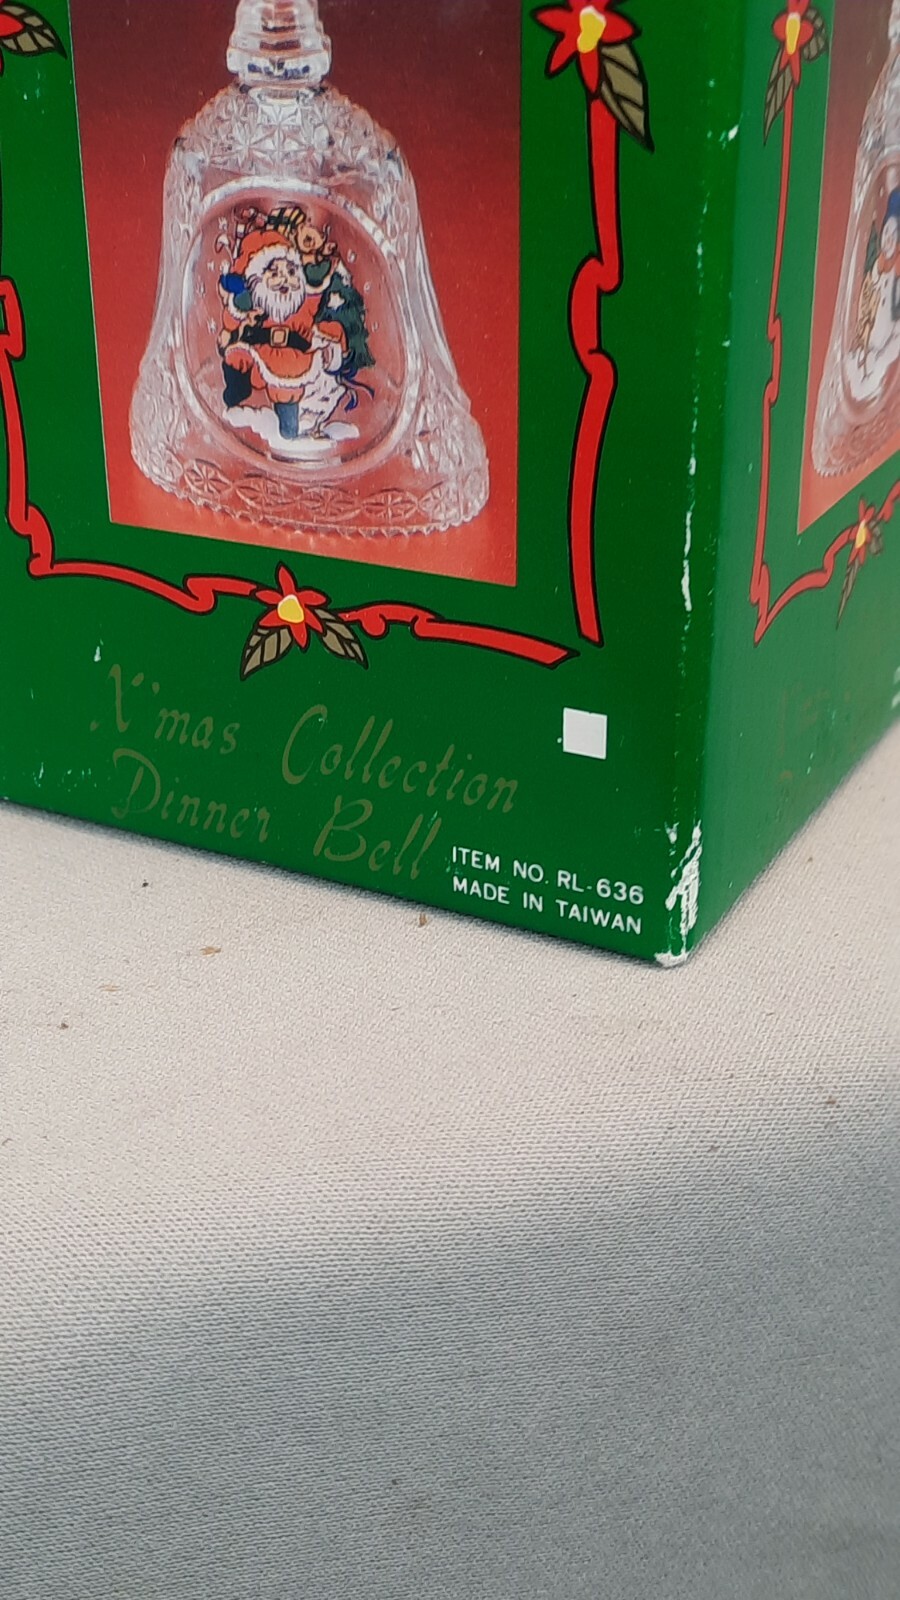 X'mas Collection
Dinner Bell
ITEM NO. RL-636
MADE IN TAIWAN